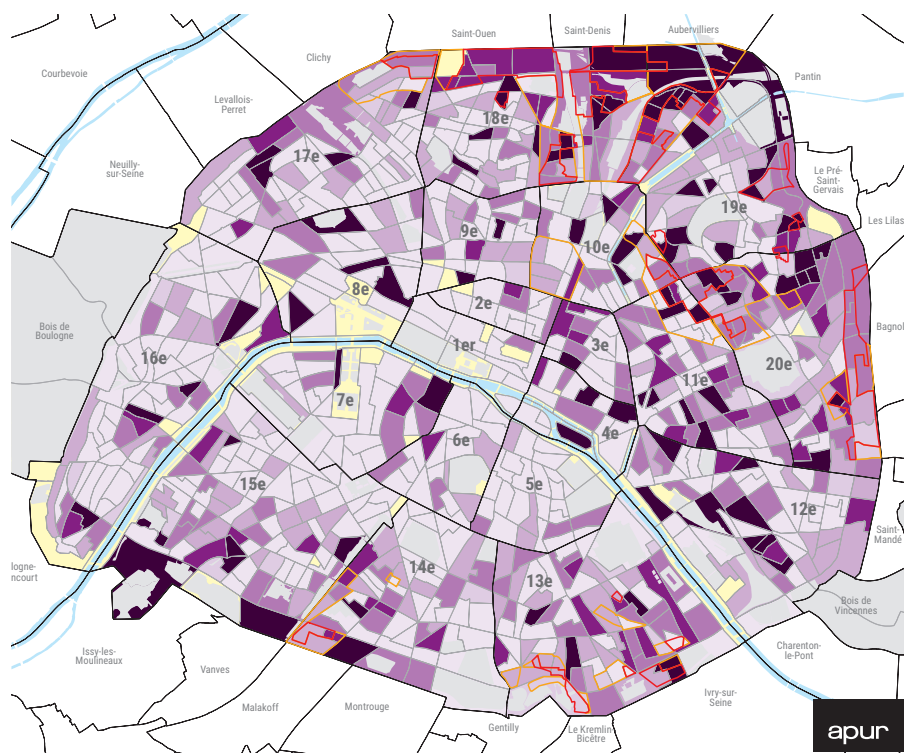 Saint-Ouen
Saint-Denis
Aubervilliers
Clichy
Courbevoie
Pantin
Levallois-
Perret
18e
17e
Neuilly-
sur-Seine
Le Pré-
Saint-
Gervais
19e
Les Lilas
9e
10e
8e
2e
Bois de
Boulogne
1er
3e
Bagnol
16e
20e
11e
7e
6e
4e
5e
15e
12e
Saint-
Mandé
logne-
ncourt
14e
13e
Bois de
Vincennes
Issy-les-
Moulineaux
Charenton-
le-Pont
Vanves
Ivry-sur-
Seine
Malakoff
Montrouge
Gentilly
Le Kremlin-
Bicêtre
apur